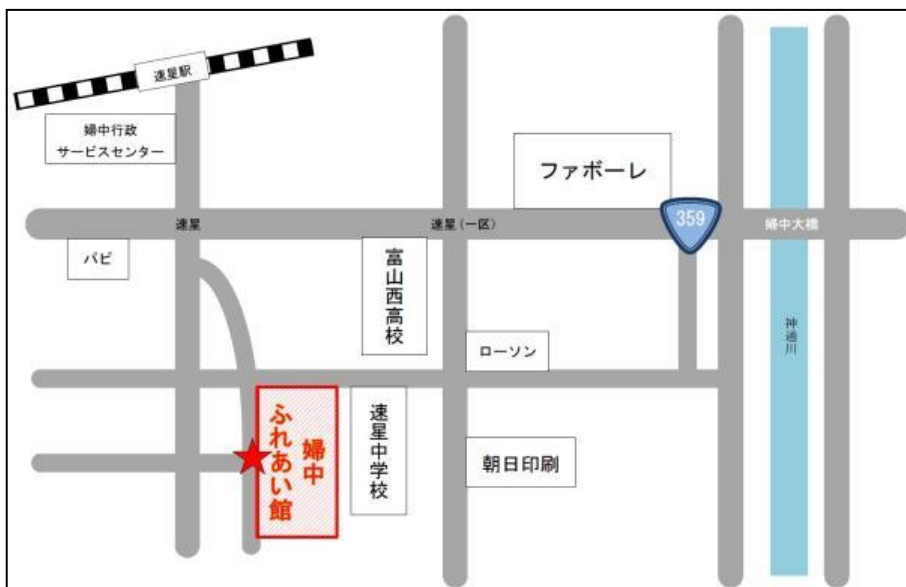 速星駅
婦中行政
サービスセンター
ファボーレ
359
速星
速星(一区)
婦中大橋
パビ
富山西高校
ローソン
神通川
婦中
ふれあい館
速星中学校
朝日印刷